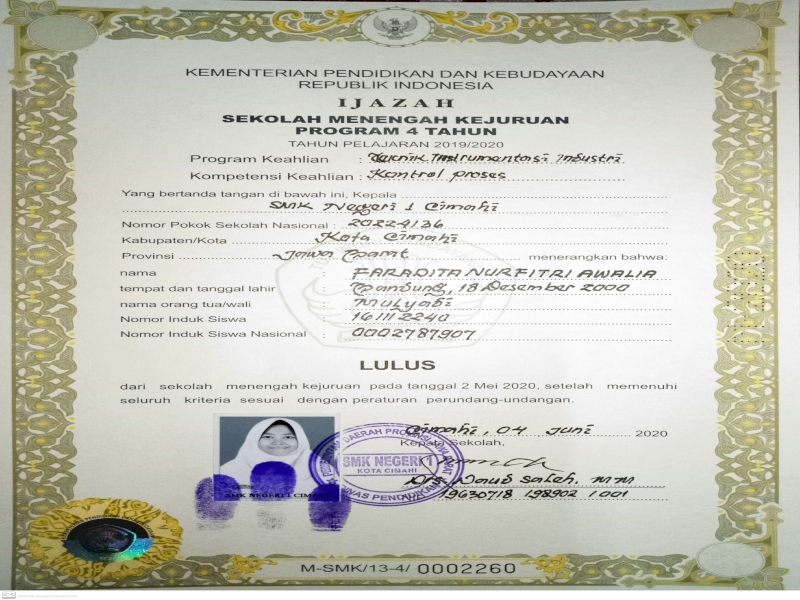 KEMENTERIAN PENDIDIKAN DAN KEBUDAYAAN
REPUBLIK INDONESIA
IJAZAH
SEKOLAH MENENGAH KEJURUAN
PROGRAM 4 TAHUN
TAHUN PELAJARAN 2019/2020
Program Keahlian : Teknik Instrumantasi Industri
Kompetensi Keahlian : Kontrol proses
Yang bertanda tangan di bawah ini, Kepala
SMK Negeri 1 Cimahi
Nomor Pokok Sekolah Nasional : 20224136
Kabupaten/Kota Kota Cimahi
Provinsi Jawa Barat menerangkan bahwa:
nama : FARADITA NURFITRI AWALIA
tempat dan tanggal lahir : Bandung, 18 Desember 2000
nama orang tua/wali : Mulyadi
Nomor Induk Siswa : 161112240
Nomor Induk Siswa Nasional : 0002787907
LULUS
dari sekolah menengah kejuruan pada tanggal 2 Mei 2020, setelah memenuhi
seluruh kriteria sesuai dengan peraturan perundang-undangan.
Cimahi, 04 Juni 2020
Kepala Sekolah,
SMK NEGERI 1
KOTA CIMAHI
DINAS PENDIDIKAN
SMK NEGERI 1 CIMAHI
Drs. Daud Saleh, MM
19630718 198902 1 001
M-SMK/13-4/ 0002260